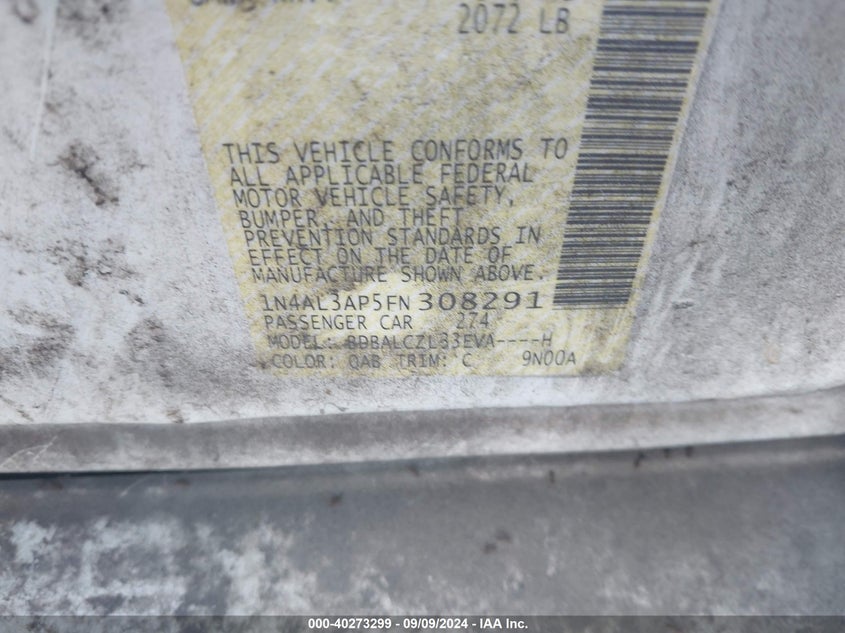 2072 LB
THIS VEHICLE CONFORMS TO
ALL APPLICABLE FEDERAL
MOTOR VEHICLE SAFETY,
BUMPER, AND THEFT
PREVENTION STANDARDS IN
EFFECT ON THE DATE OF
MANUFACTURE SHOWN ABOVE.
1N4AL3AP5FN308291
PASSENGER CAR 274
MODEL: BDBALCZL33EVA----H
COLOR: QAB TRIM: C 9N00A
000-40273299 - 09/09/2024 - IAA Inc.